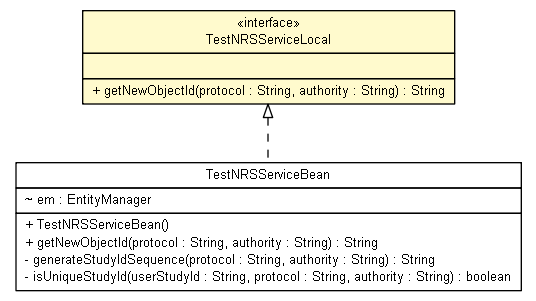 «interface»
TestNRSServiceLocal
+ getNewObjectId(protocol : String, authority : String) : String
TestNRSServiceBean
~ em : EntityManager
+ TestNRSServiceBean()
+ getNewObjectId(protocol : String, authority : String) : String
- generateStudyIdSequence(protocol : String, authority : String) : String
- isUniqueStudyId(userStudyId : String, protocol : String, authority : String) : boolean